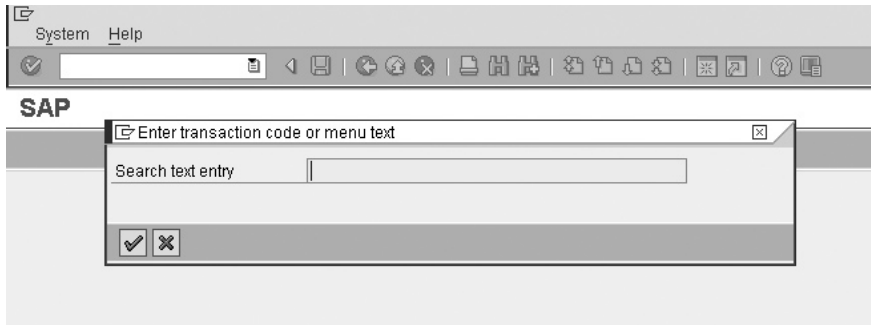 System Help
SAP
Enter transaction code or menu text
Search text entry